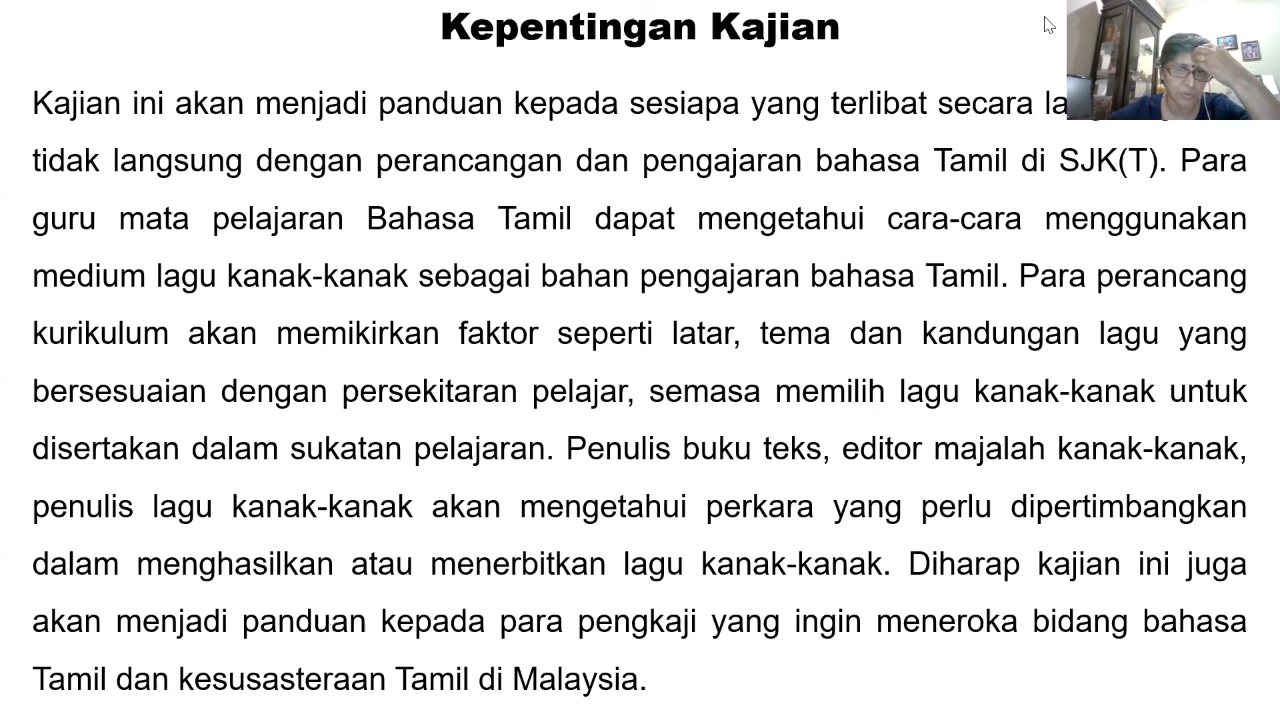 Kepentingan Kajian
Kajian ini akan menjadi panduan kepada sesiapa yang terlibat secara
tidak langsung dengan perancangan dan pengajaran bahasa Tamil di SJK(T). Para
guru mata pelajaran Bahasa Tamil dapat mengetahui cara-cara menggunakan
medium lagu kanak-kanak sebagai bahan pengajaran bahasa Tamil. Para perancang
kurikulum akan memikirkan faktor seperti latar, tema dan kandungan lagu yang
bersesuaian dengan persekitaran pelajar, semasa memilih lagu kanak-kanak untuk
disertakan dalam sukatan pelajaran. Penulis buku teks, editor majalah kanak-kanak,
penulis lagu kanak-kanak akan mengetahui perkara yang perlu dipertimbangkan
dalam menghasilkan atau menerbitkan lagu kanak-kanak. Diharap kajian ini juga
akan menjadi panduan kepada para pengkaji yang ingin meneroka bidang bahasa
Tamil dan kesusasteraan Tamil di Malaysia.